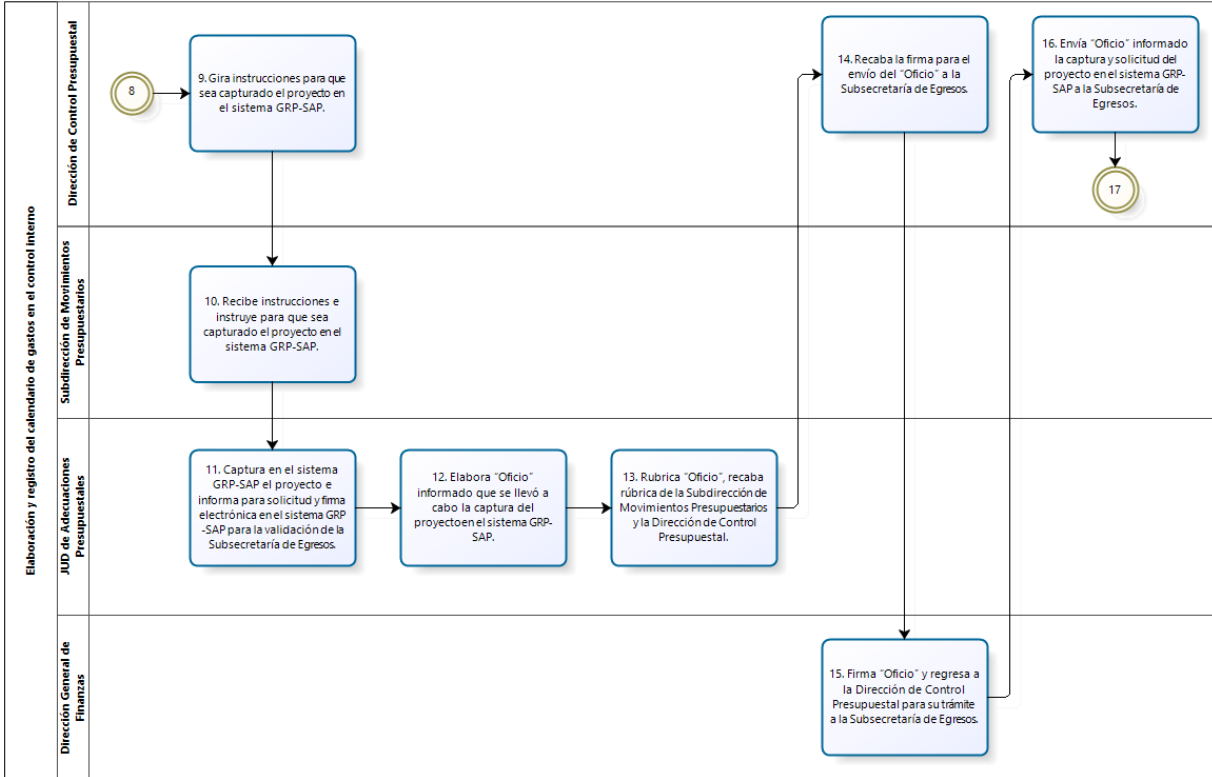 Elaboración y registro del calendario de gastos en el control interno
Dirección de Control Presupuestal
8
9. Gira instrucciones para que
sea capturado el proyecto en
el sistema GRP-SAP.
14. Recaba la firma para el
envío del "Oficio" a la
Subsecretaría de Egresos.
16. Envía "Oficio" informado
la captura y solicitud del
proyecto en el sistema GRP-
SAP a la Subsecretaría de
Egresos.
17
Subdirección de Movimientos
Presupuestarios
10. Recibe instrucciones e
instruye para que sea
capturado el proyecto en el
sistema GRP-SAP.
JUD de Adecuaciones
Presupuestales
11. Captura en el sistema
GRP-SAP el proyecto e
informa para solicitud y firma
electrónica en el sistema GRP
-SAP para la validación de la
Subsecretaría de Egresos.
12. Elabora "Oficio"
informado que se llevó a
cabo la captura del
proyecto en el sistema GRP-
SAP.
13. Rubrica "Oficio", recaba
rúbrica de la Subdirección de
Movimientos Presupuestarios
y la Dirección de Control
Presupuestal.
Dirección General de
Finanzas
15. Firma "Oficio" y regresa a
la Dirección de Control
Presupuestal para su trámite
a la Subsecretaría de Egresos.